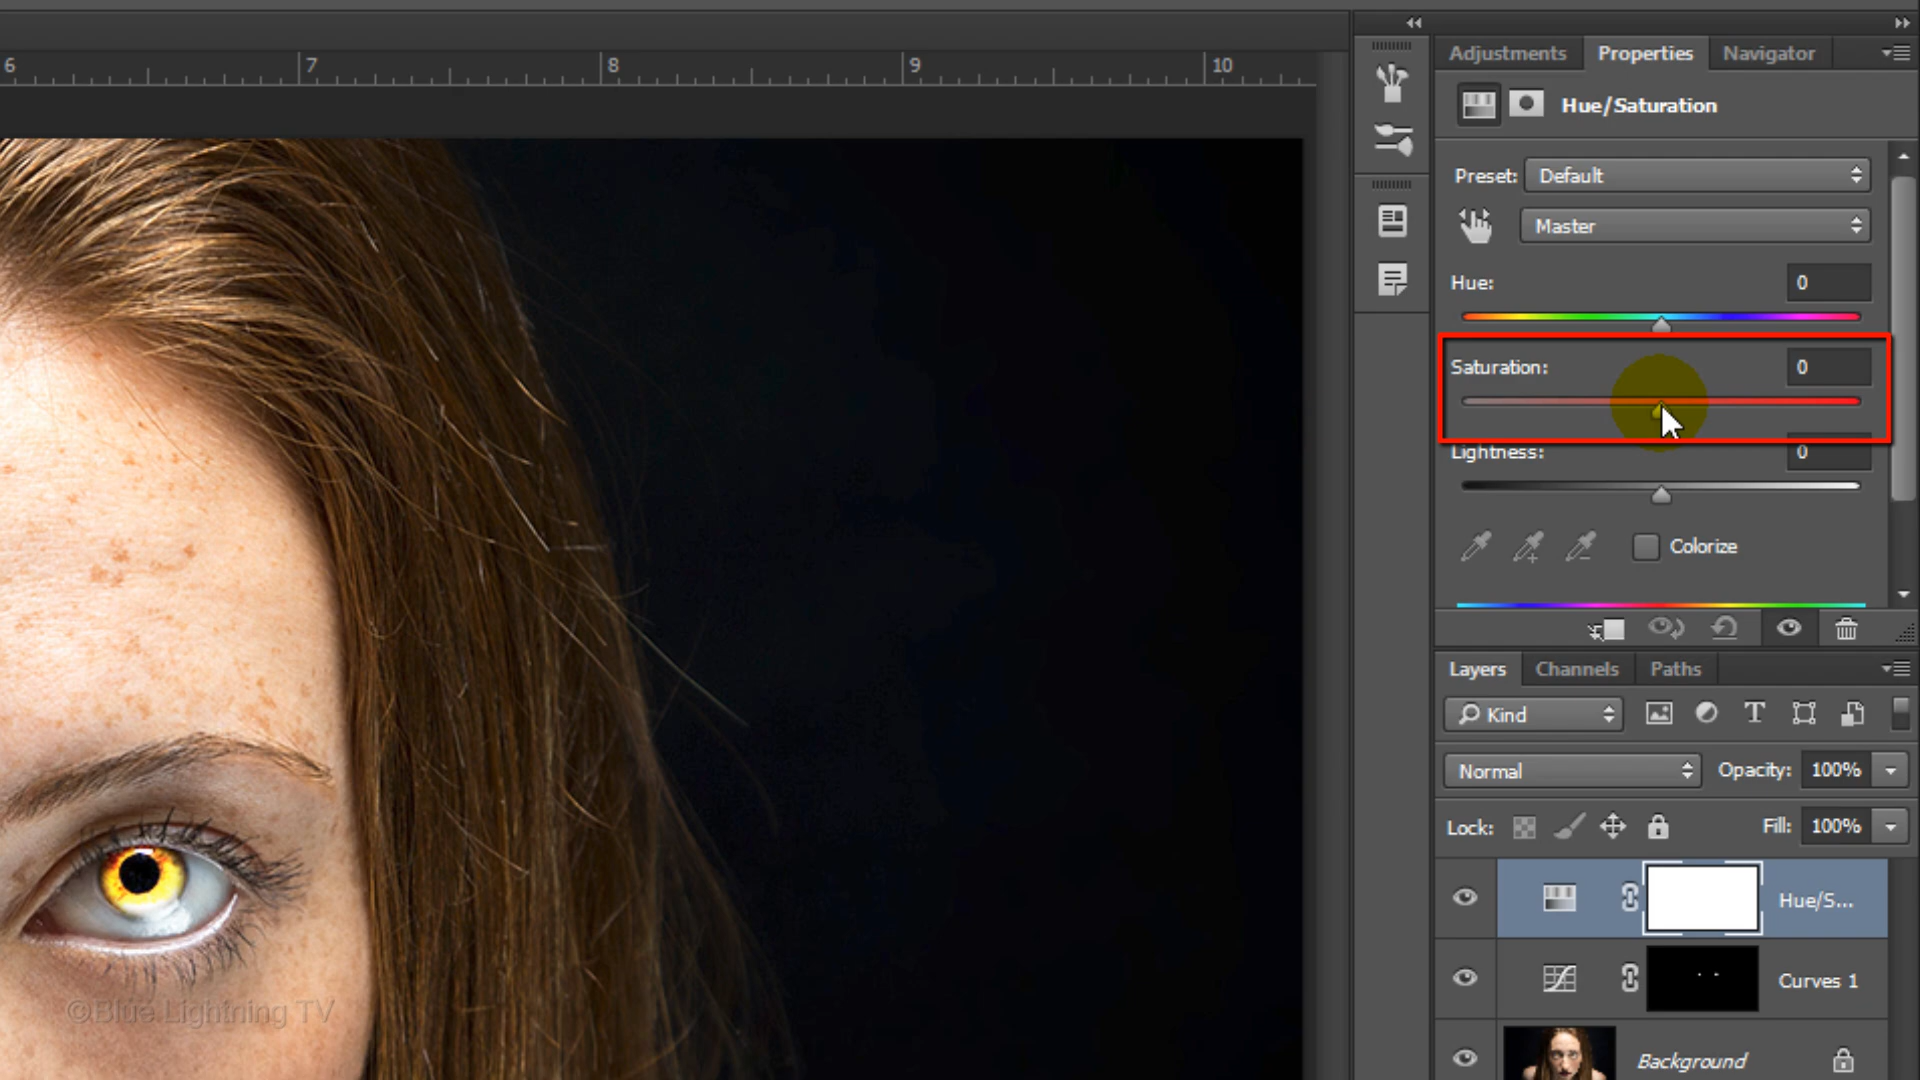 6 7 8 9 10
Adjustments Properties Navigator
Hue/Saturation
Preset: Default
Master
Hue: 0
Saturation: 0
Lightness: 0
Colorize
Layers Channels Paths
Kind
T
Normal Opacity: 100%
Lock: Fill: 100%
Hue/S...
Curves 1
Background
©Blue Lightning TV